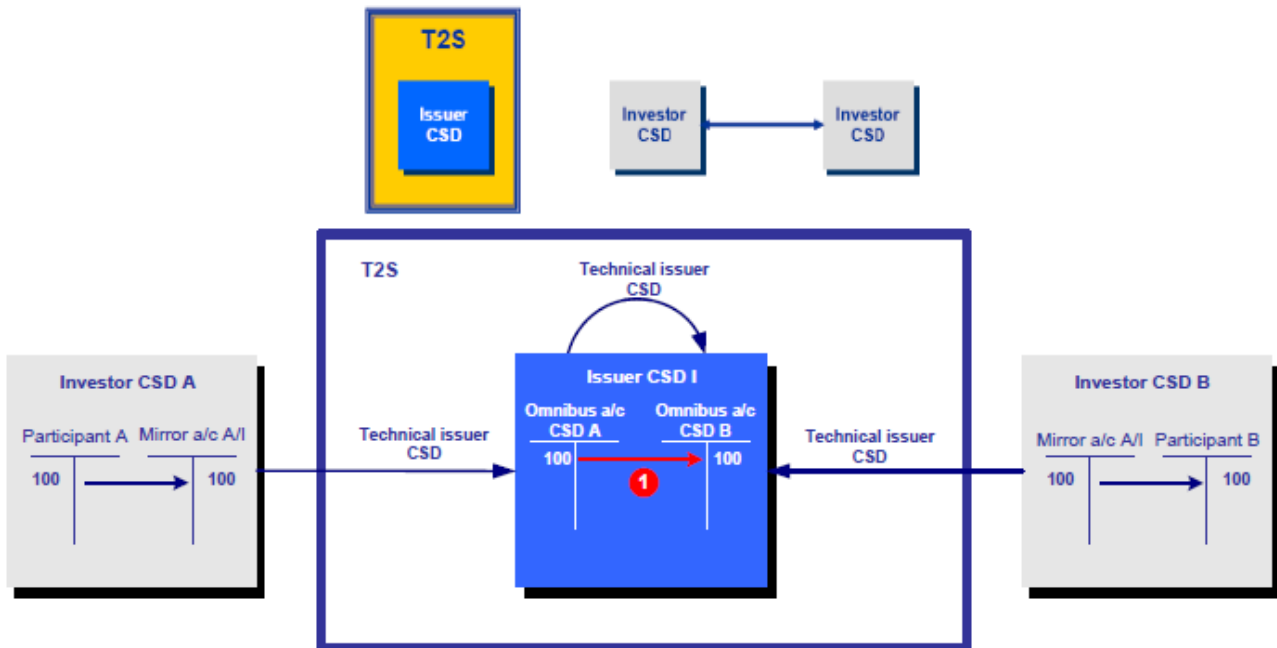 T2S
Issuer
CSD
Investor
CSD
Investor
CSD
T2S
Technical issuer
CSD
Investor CSD A
Participant A
Mirror a/c A/I
100
100
Technical issuer
CSD
Issuer CSD I
Omnibus a/c
CSD A
Omnibus a/c
CSD B
100
100
1
Technical issuer
CSD
Investor CSD B
Mirror a/c A/I
Participant B
100
100